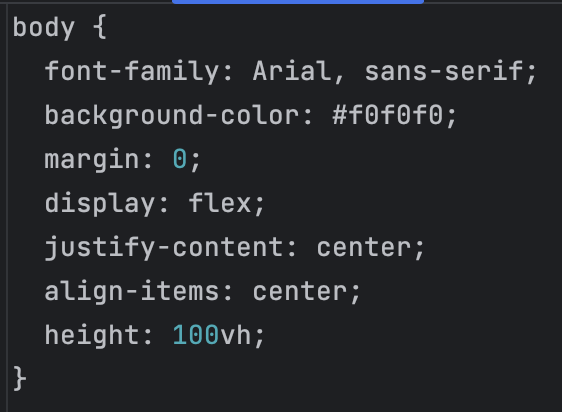 body {
  font-family: Arial, sans-serif;
  background-color: #f0f0f0;
  margin: 0;
  display: flex;
  justify-content: center;
  align-items: center;
  height: 100vh;
}